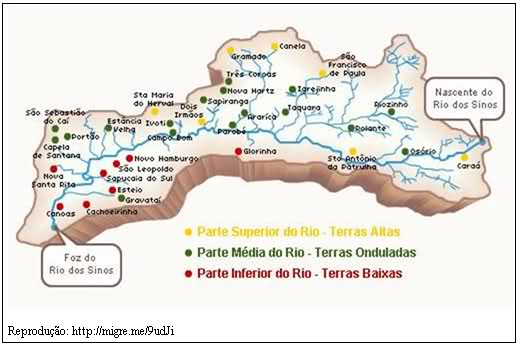 Gramado
Canela
São
Francisco
de Paula
Três Coroas
Sta Maria
do Herval
Nova Hartz
Igrejinha
Nascente do
Rio dos Sinos
Dois
Irmãos
Sapiranga
Riozinho
São Sebastião
do Caí
Estância
Velha
Ivoti
Araricá
Taquara
Portão
Campo Bom
Parobé
Rolante
Capela
de Santana
Novo Hamburgo
Glorinha
Sto Antônio
da Patrulha
Osório
Caraá
Nova
Santa Rita
São Leopoldo
Sapucaia do Sul
Esteio
Gravataí
Canoas
Cachoeirinha
Foz do
Rio dos Sinos
Parte Superior do Rio - Terras Altas
Parte Média do Rio - Terras Onduladas
Parte Inferior do Rio - Terras Baixas
Reprodução: http://migre.me/9udJi